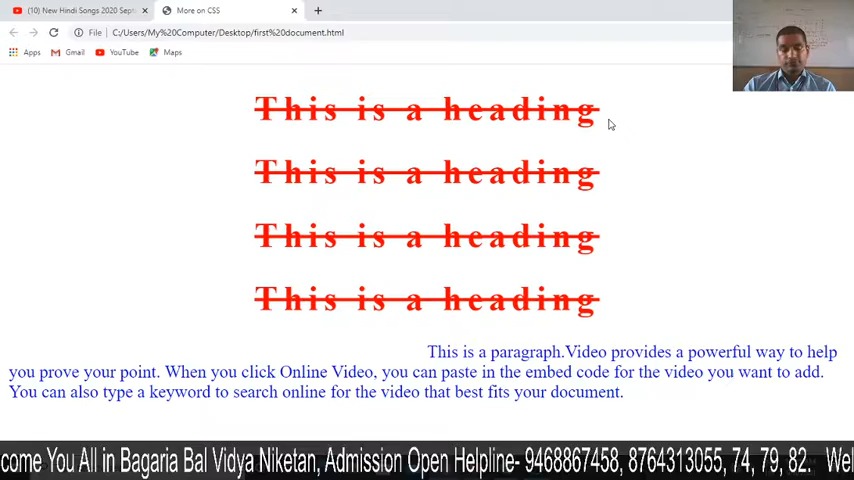 (10) New Hindi Songs 2020 Sept
More on CSS
File
C:/Users/My%20Computer/Desktop/first%20document.html
Apps
Gmail
YouTube
Maps
This is a heading
This is a heading
This is a heading
This is a heading
This is a paragraph.Video provides a powerful way to help
you prove your point. When you click Online Video, you can paste in the embed code for the video you want to add.
You can also type a keyword to search online for the video that best fits your document.
come You All in Bagaria Bal Vidya Niketan, Admission Open Helpline- 9468867458, 8764313055, 74, 79, 82. Wel